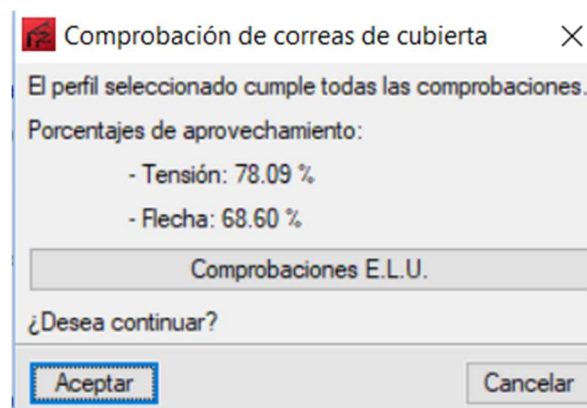 Comprobación de correas de cubierta
El perfil seleccionado cumple todas las comprobaciones.
Porcentajes de aprovechamiento:
- Tensión: 78.09 %
- Flecha: 68.60 %
Comprobaciones E.L.U.
¿Desea continuar?
Aceptar
Cancelar